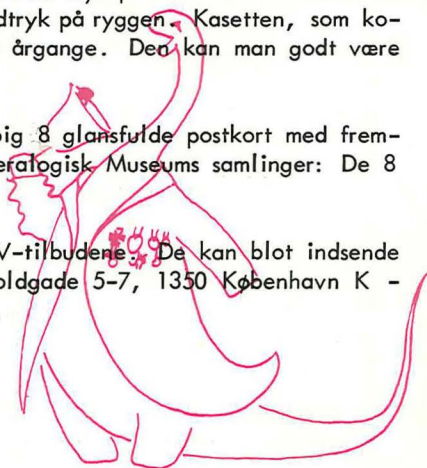 dtryk på ryggen. Kasetten, som ko-
årgange. Den kan man godt være
8 glansfulde postkort med frem-
Museums samlinger: De 8
V-tilbudene. De kan blot indsende
oldgade 5-7, 1350 København K -